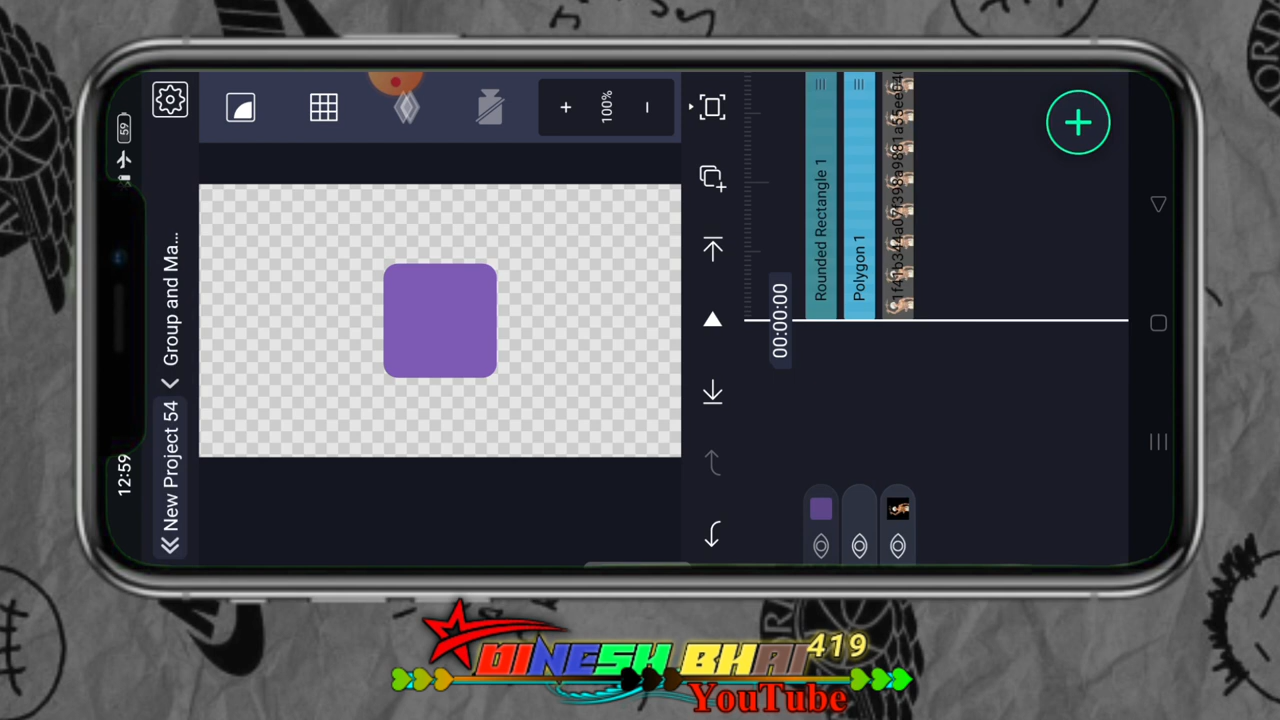 12:59
59
New Project 54
Group and Ma...
+ 100% −
00:00:00
Rounded Rectangle 1
Polygon 1
DINESH BHAI 419
YouTube